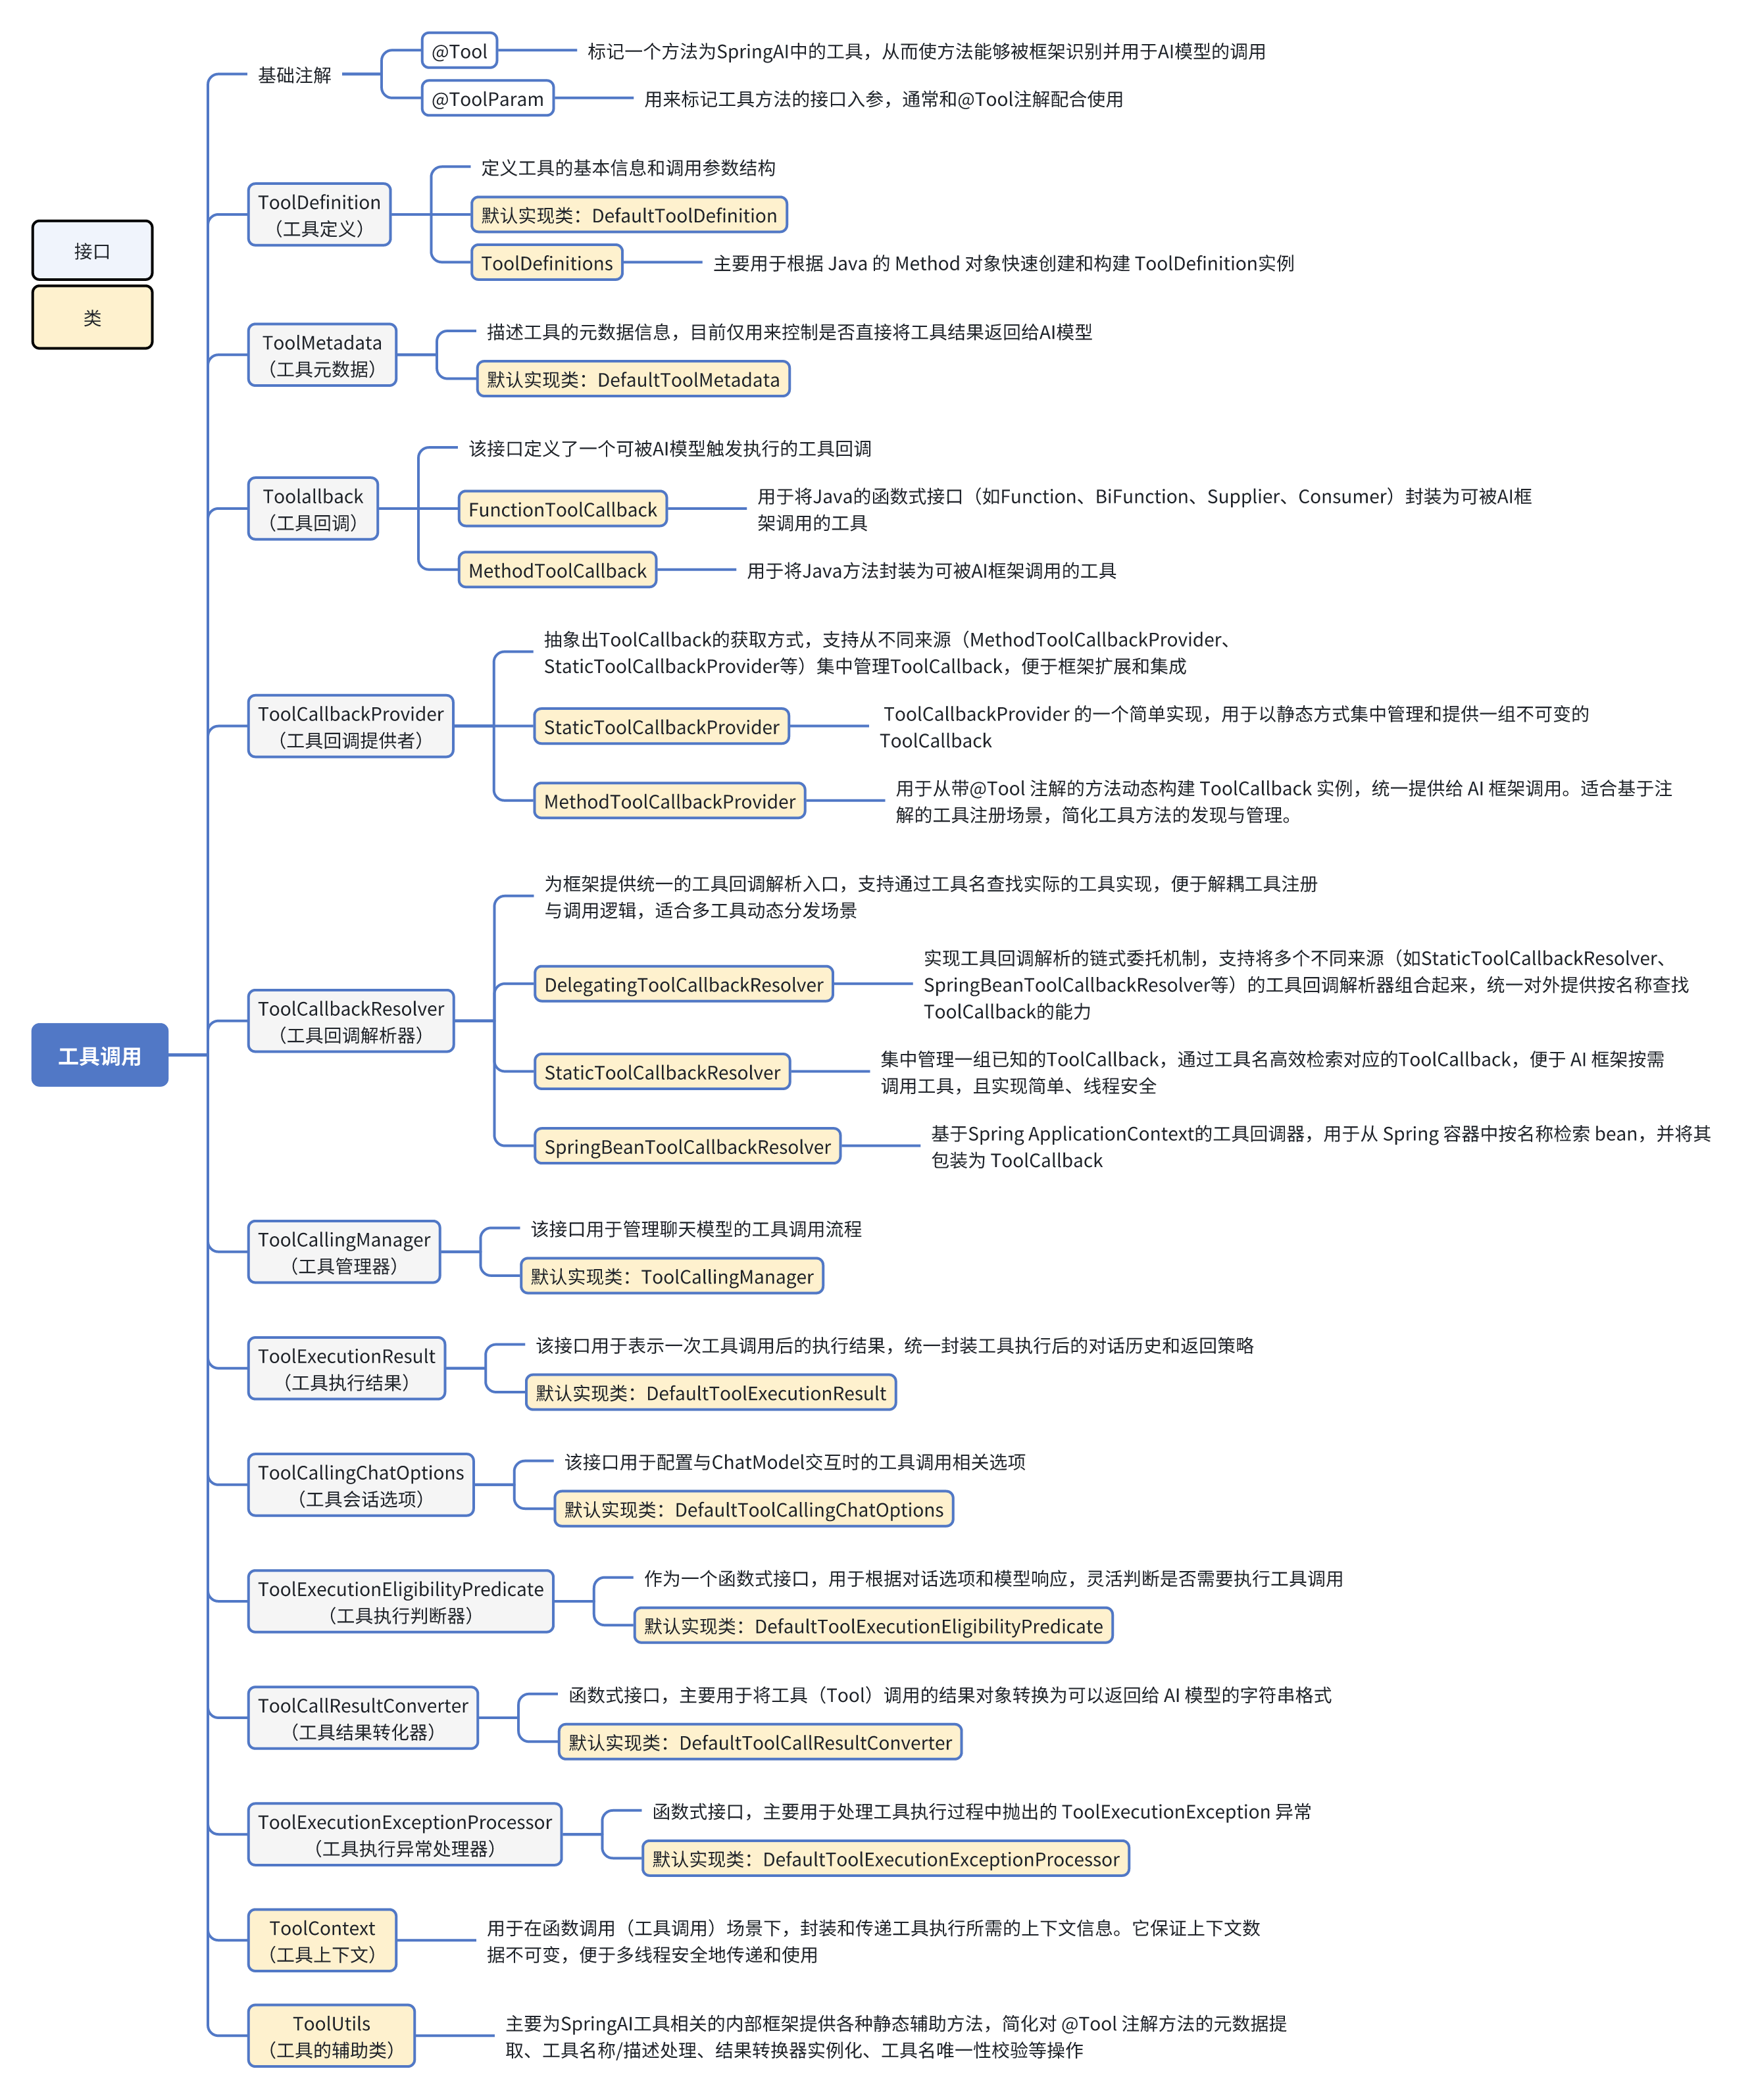 基础注解
@Tool
标记一个方法为SpringAI中的工具，从而使方法能够被框架识别并用于AI模型的调用
@ToolParam
用来标记工具方法的接口入参，通常和@Tool注解配合使用
接口
类
ToolDefinition
（工具定义）
定义工具的基本信息和调用参数结构
默认实现类：DefaultToolDefinition
ToolDefinitions
主要用于根据 Java 的 Method 对象快速创建和构建 ToolDefinition实例
ToolMetadata
（工具元数据）
描述工具的元数据信息，目前仅用来控制是否直接将工具结果返回给AI模型
默认实现类：DefaultToolMetadata
Toolallback
（工具回调）
该接口定义了一个可被AI模型触发执行的工具回调
FunctionToolCallback
用于将Java的函数式接口（如Function、BiFunction、Supplier、Consumer）封装为可被AI框
架调用的工具
MethodToolCallback
用于将Java方法封装为可被AI框架调用的工具
ToolCallbackProvider
（工具回调提供者）
抽象出ToolCallback的获取方式，支持从不同来源（MethodToolCallbackProvider、
StaticToolCallbackProvider等）集中管理ToolCallback，便于框架扩展和集成
StaticToolCallbackProvider
ToolCallbackProvider 的一个简单实现，用于以静态方式集中管理和提供一组不可变的
ToolCallback
MethodToolCallbackProvider
用于从带@Tool 注解的方法动态构建 ToolCallback 实例，统一提供给 AI 框架调用。适合基于注
解的工具注册场景，简化工具方法的发现与管理。
工具调用
ToolCallbackResolver
（工具回调解析器）
为框架提供统一的工具回调解析入口，支持通过工具名查找实际的工具实现，便于解耦工具注册
与调用逻辑，适合多工具动态分发场景
DelegatingToolCallbackResolver
实现工具回调解析的链式委托机制，支持将多个不同来源（如StaticToolCallbackResolver、
SpringBeanToolCallbackResolver等）的工具回调解析器组合起来，统一对外提供按名称查找
ToolCallback的能力
StaticToolCallbackResolver
集中管理一组已知的ToolCallback，通过工具名高效检索对应的ToolCallback，便于 AI 框架按需
调用工具，且实现简单、线程安全
SpringBeanToolCallbackResolver
基于Spring ApplicationContext的工具回调器，用于从 Spring 容器中按名称检索 bean，并将其
包装为 ToolCallback
ToolCallingManager
（工具管理器）
该接口用于管理聊天模型的工具调用流程
默认实现类：ToolCallingManager
ToolExecutionResult
（工具执行结果）
该接口用于表示一次工具调用后的执行结果，统一封装工具执行后的对话历史和返回策略
默认实现类：DefaultToolExecutionResult
ToolCallingChatOptions
（工具会话选项）
该接口用于配置与ChatModel交互时的工具调用相关选项
默认实现类：DefaultToolCallingChatOptions
ToolExecutionEligibilityPredicate
（工具执行判断器）
作为一个函数式接口，用于根据对话选项和模型响应，灵活判断是否需要执行工具调用
默认实现类：DefaultToolExecutionEligibilityPredicate
ToolCallResultConverter
（工具结果转化器）
函数式接口，主要用于将工具（Tool）调用的结果对象转换为可以返回给 AI 模型的字符串格式
默认实现类：DefaultToolCallResultConverter
ToolExecutionExceptionProcessor
（工具执行异常处理器）
函数式接口，主要用于处理工具执行过程中抛出的 ToolExecutionException 异常
默认实现类：DefaultToolExecutionExceptionProcessor
ToolContext
（工具上下文）
用于在函数调用（工具调用）场景下，封装和传递工具执行所需的上下文信息。它保证上下文数
据不可变，便于多线程安全地传递和使用
ToolUtils
（工具的辅助类）
主要为SpringAI工具相关的内部框架提供各种静态辅助方法，简化对 @Tool 注解方法的元数据提
取、工具名称/描述处理、结果转换器实例化、工具名唯一性校验等操作